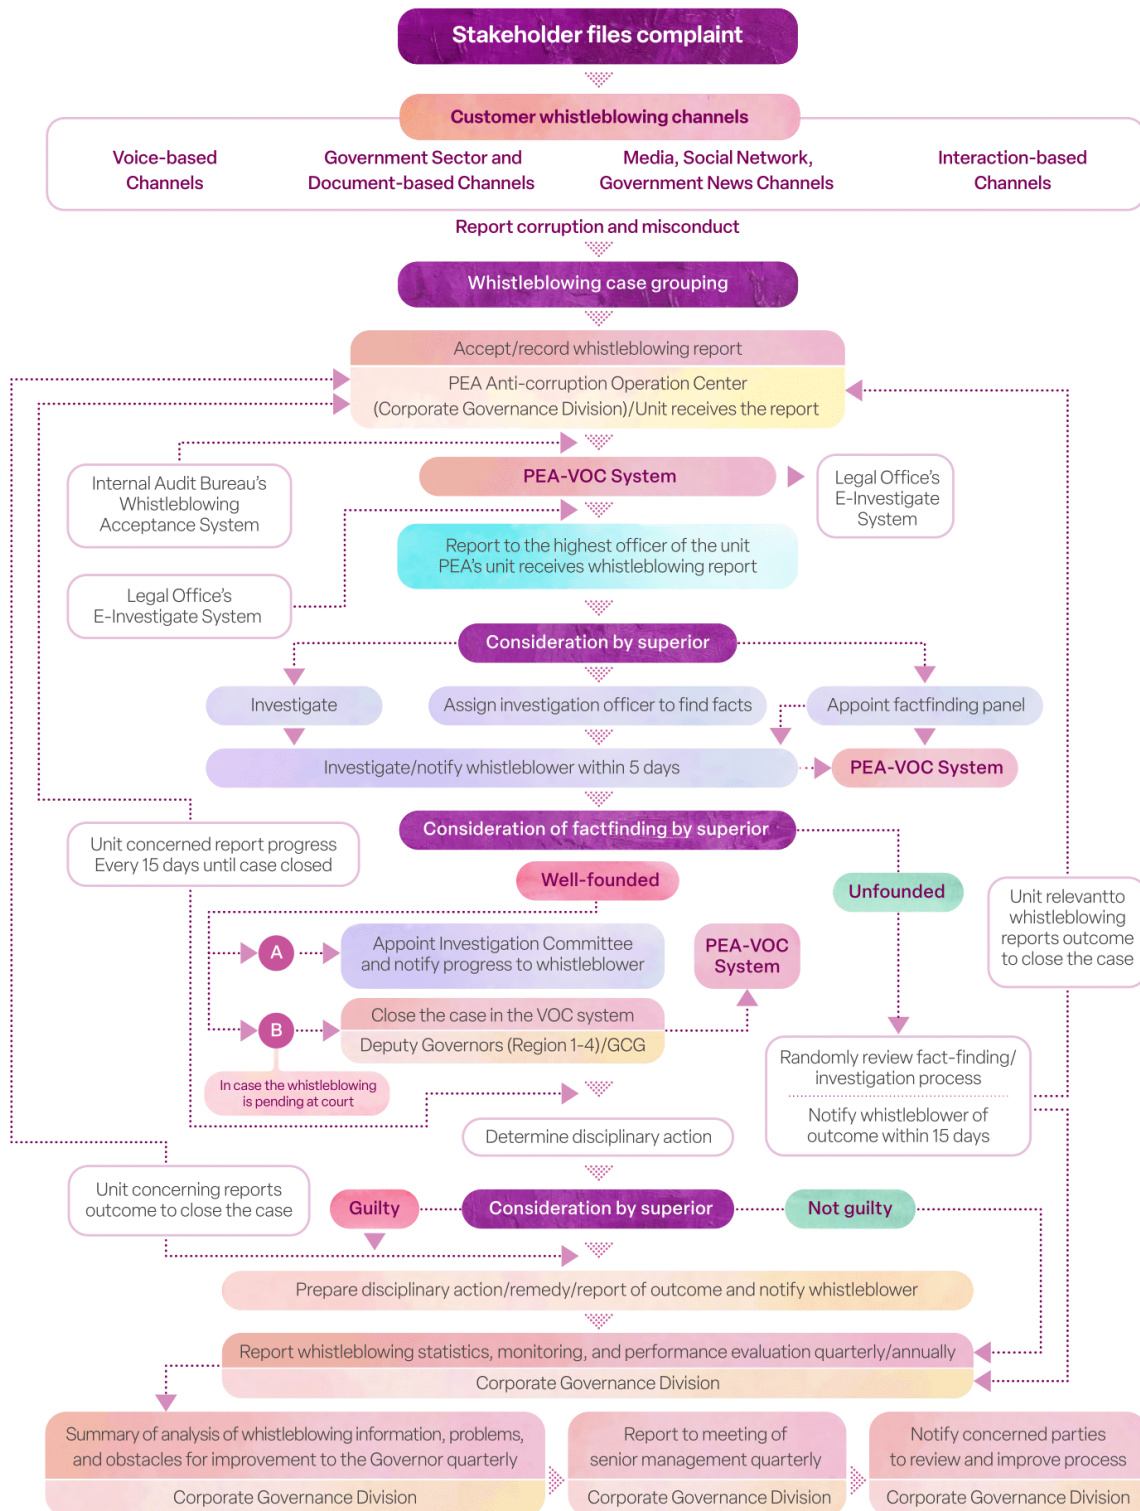 Stakeholder files complaint
Customer whistleblowing channels
Voice-based
Channels
Government Sector and
Document-based Channels
Media, Social Network,
Government News Channels
Interaction-based
Channels
Report corruption and misconduct
Whistleblowing case grouping
Accept/record whistleblowing report
PEA Anti-corruption Operation Center
(Corporate Governance Division)/Unit receives the report
Internal Audit Bureau's
Whistleblowing
Acceptance System
PEA-VOC System
Legal Office's
E-Investigate
System
Report to the highest officer of the unit
PEA's unit receives whistleblowing report
Legal Office's
E-Investigate System
Consideration by superior
Investigate
Assign investigation officer to find facts
Appoint factfinding panel
Investigate/notify whistleblower within 5 days
PEA-VOC System
Consideration of factfinding by superior
Unit concerned report progress
Every 15 days until case closed
Well-founded
Unfounded
Unit relevantto
whistleblowing
reports outcome
to close the case
A
Appoint Investigation Committee
and notify progress to whistleblower
PEA-VOC
System
B
Close the case in the VOC system
Deputy Governors (Region 1-4)/GCG
In case the whistleblowing
is pending at court
Randomly review fact-finding/
investigation process
Notify whistleblower of
outcome within 15 days
Determine disciplinary action
Unit concerning reports
outcome to close the case
Guilty
Consideration by superior
Not guilty
Prepare disciplinary action/remedy/report of outcome and notify whistleblower
Report whistleblowing statistics, monitoring, and performance evaluation quarterly/annually
Corporate Governance Division
Summary of analysis of whistleblowing information, problems,
and obstacles for improvement to the Governor quarterly
Corporate Governance Division
Report to meeting of
senior management quarterly
Corporate Governance Division
Notify concerned parties
to review and improve process
Corporate Governance Division